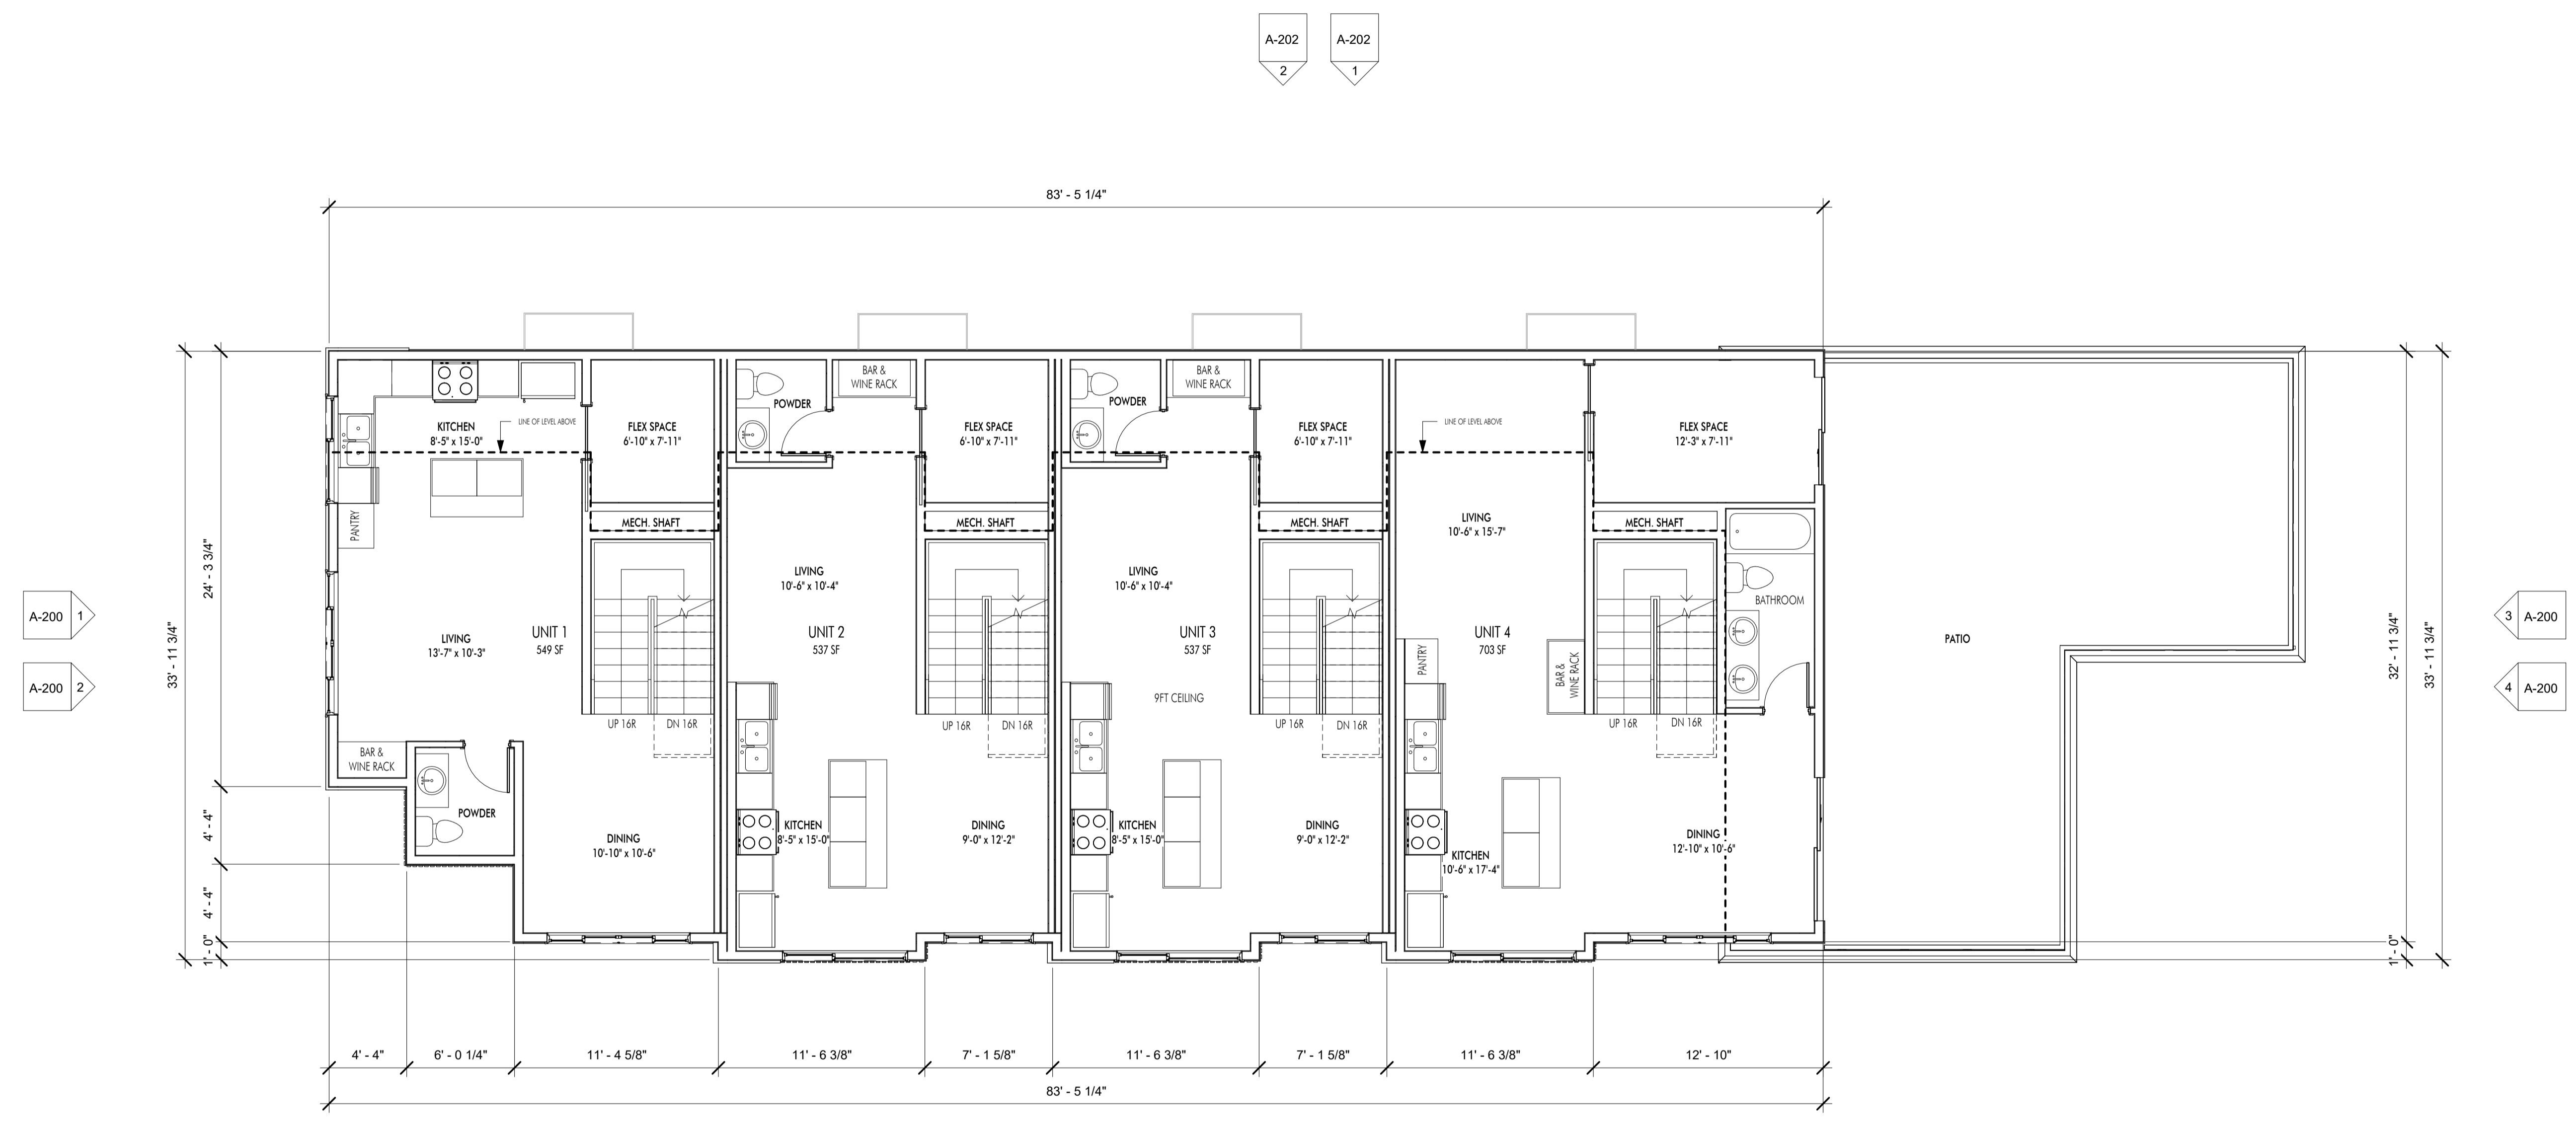 A-202
A-202
2
1
83' - 5 1/4"
BAR &
WINE RACK
BAR &
WINE RACK
POWDER
POWDER
KITCHEN
8'-5" x 15'-0"
LINE OF LEVEL ABOVE
FLEX SPACE
6'-10" x 7'-11"
FLEX SPACE
6'-10" x 7'-11"
FLEX SPACE
6'-10" x 7'-11"
LINE OF LEVEL ABOVE
FLEX SPACE
12'-3" x 7'-11"
PANTRY
MECH. SHAFT
MECH. SHAFT
MECH. SHAFT
LIVING
10'-6" x 15'-7"
MECH. SHAFT
24' - 3 3/4"
33' - 11 3/4"
LIVING
10'-6" x 10'-4"
LIVING
10'-6" x 10'-4"
BATHROOM
A-200
1
LIVING
13'-7" x 10'-3"
UNIT 1
549 SF
UNIT 2
537 SF
UNIT 3
537 SF
UNIT 4
703 SF
PATIO
32' - 11 3/4"
33' - 11 3/4"
3
A-200
PANTRY
BAR &
WINE RACK
A-200
2
9FT CEILING
4
A-200
UP 16R
DN 16R
UP 16R
DN 16R
UP 16R
DN 16R
UP 16R
DN 16R
BAR &
WINE RACK
POWDER
4' - 4"
DINING
10'-10" x 10'-6"
KITCHEN
8'-5" x 15'-0"
DINING
9'-0" x 12'-2"
KITCHEN
8'-5" x 15'-0"
DINING
9'-0" x 12'-2"
KITCHEN
10'-6" x 17'-4"
DINING
12'-10" x 10'-6"
4' - 4"
1' - 0"
1' - 0"
4' - 4"
6' - 0 1/4"
11' - 4 5/8"
11' - 6 3/8"
7' - 1 5/8"
11' - 6 3/8"
7' - 1 5/8"
11' - 6 3/8"
12' - 10"
83' - 5 1/4"